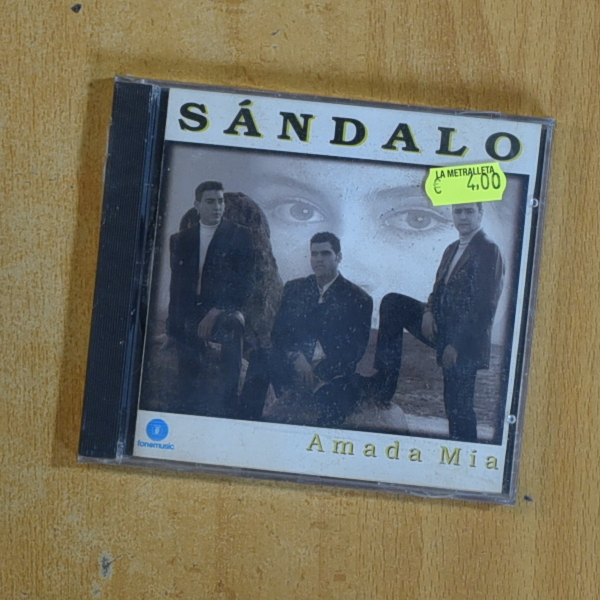 SÁNDALO
LA METRALLETA
€ 4,00
fonomusic
Amada Mía